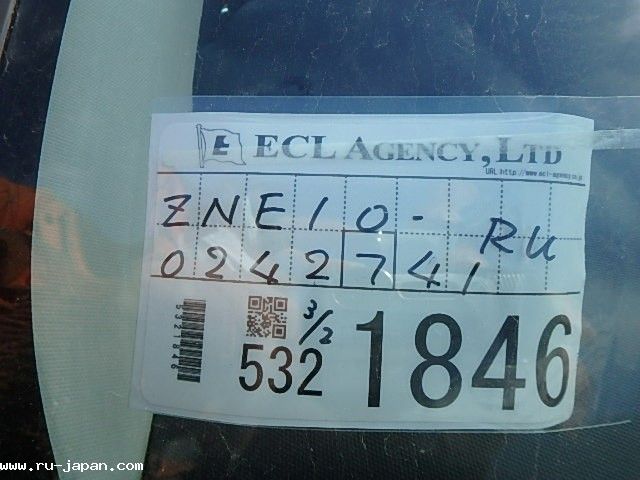 ECL AGENCY, LTD
URL http://www.ecl-agency.co.jp
ZNE10-
RU
0242741
3/2
5321846
532 1846
www.ru-japan.com